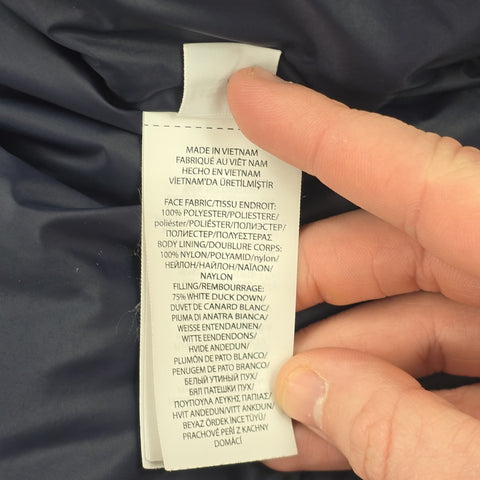 MADE IN VIETNAM
FABRIQUÉ AU VIÊT NAM
HECHO EN VIETNAM
VIETNAM'DA ÜRETİLMİŞTİR
FACE FABRIC/TISSU ENDROIT:
100% POLYESTER/POLIESTERE/
poliéster/POLIÉSTER/ПОЛИЭСТЕР/
ПОЛИЕСТЕР/ΠΟΛΥΕΣΤΕΡΑΣ
BODY LINING/DOUBLURE CORPS:
100% NYLON/POLYAMID/nylon/
НЕЙЛОН/НАЙЛОН/ΝΑΪΛΟΝ/
NAYLON
FILLING/REMBOURRAGE:
75% WHITE DUCK DOWN/
DUVET DE CANARD BLANC/
PIUMA DI ANATRA BIANCA/
WEISSE ENTENDAUNEN/
WITTE EENDENDONS/
HVIDE ANDEDUN/
PLUMÓN DE PATO BLANCO/
PENUGEM DE PATO BRANCO/
БЕЛЫЙ УТИНЫЙ ПУХ/
БЯЛ ПАТЕШКИ ПУХ/
ΠΟΥΠΟΥΛΑ ΛΕΥΚΗΣ ΠΑΠΙΑΣ/
HVIT ANDEDUN/VITT ANKDUN/
BEYAZ ÖRDEK İNCE TÜYÜ/
PRACHOVÉ PEŘÍ Z KACHNY
DOMÁCÍ